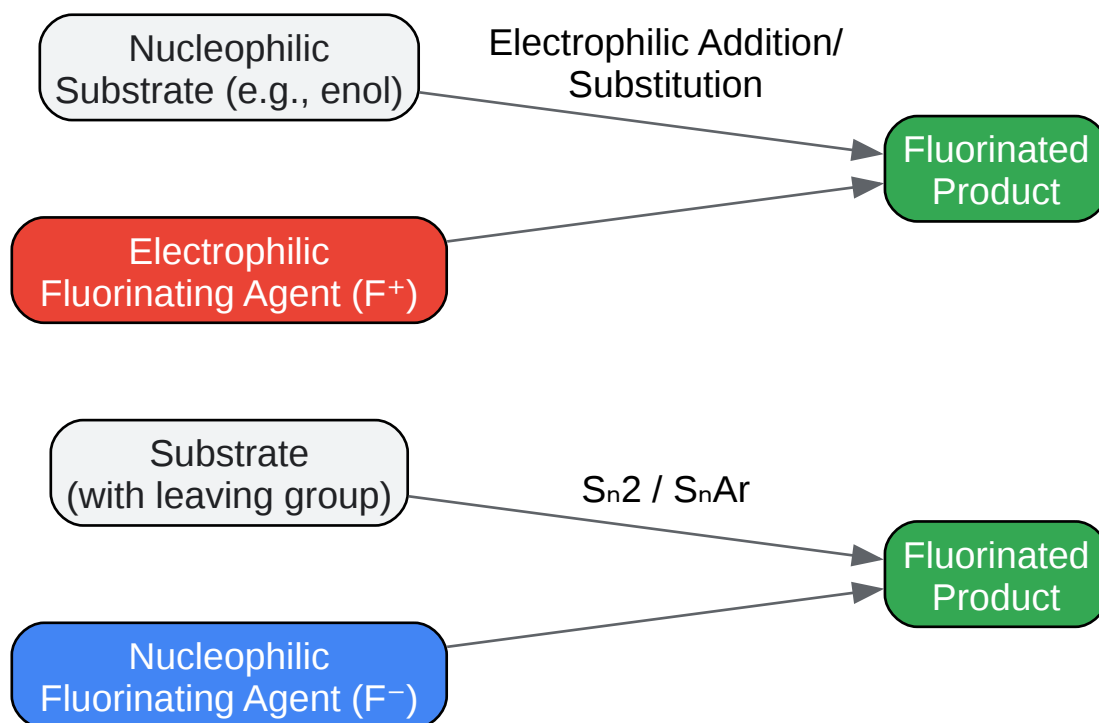 Nucleophilic
Substrate (e.g., enol)
Electrophilic Addition/
Substitution
Fluorinated
Product
Electrophilic
Fluorinating Agent (F⁺)
Substrate
(with leaving group)
Sₙ2 / SₙAr
Fluorinated
Product
Nucleophilic
Fluorinating Agent (F⁻)